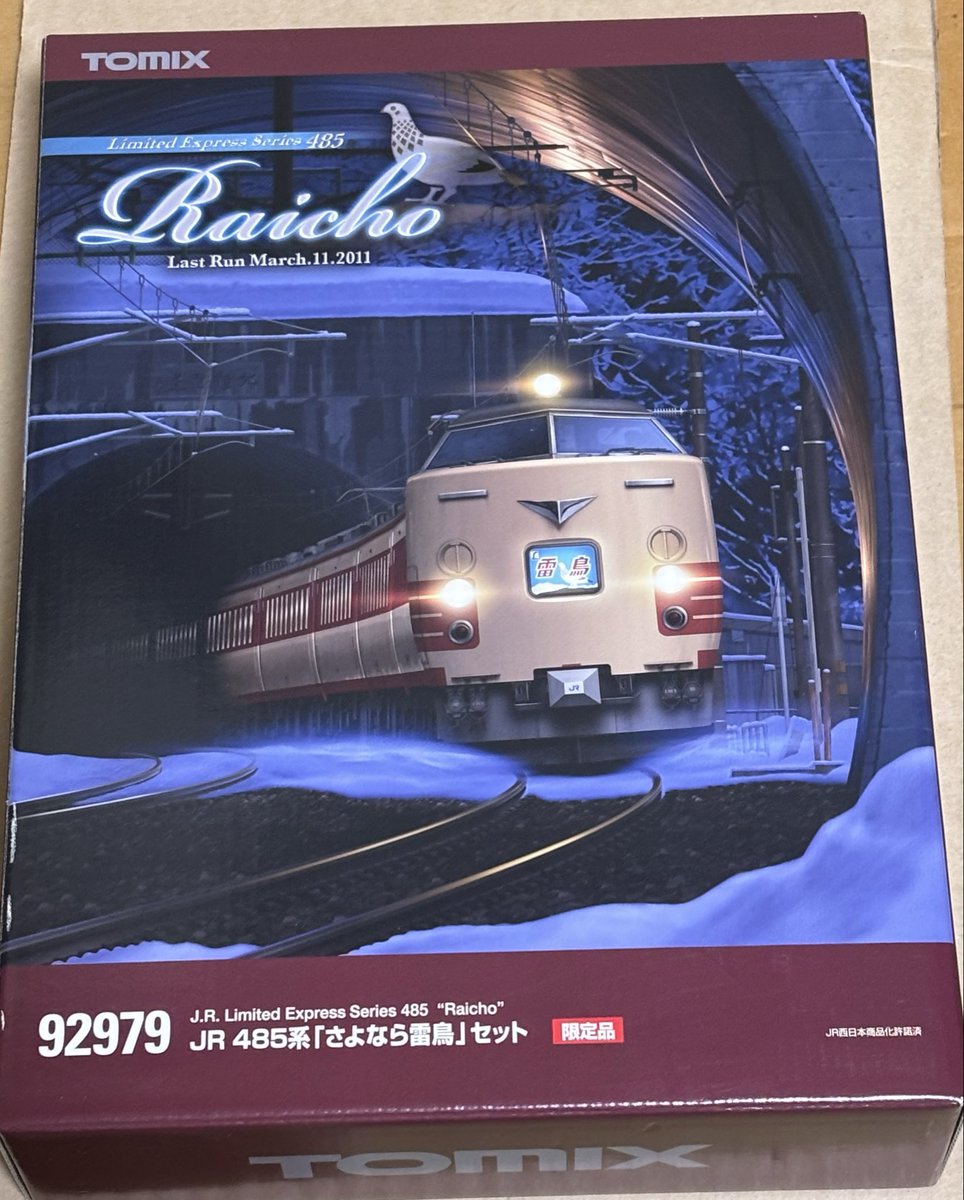 TOMIX
Limited Express Series 485
Raicho
Last Run March.11.2011
雷鳥
JR
92979
J.R. Limited Express Series 485 “Raicho”
JR 485系「さよなら雷鳥」セット
限定品
JR西日本商品化許諾済
TOMIX